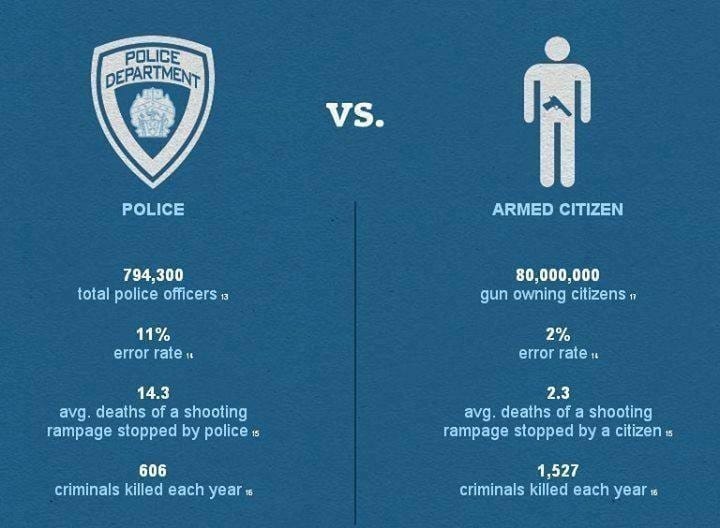 POLICE
DEPARTMENT
VS.
POLICE
794,300
total police officers 13
11%
error rate 14
14.3
avg. deaths of a shooting
rampage stopped by police 15
606
criminals killed each year 16
ARMED CITIZEN
80,000,000
gun owning citizens 17
2%
error rate 14
2.3
avg. deaths of a shooting
rampage stopped by a citizen 15
1,527
criminals killed each year 16